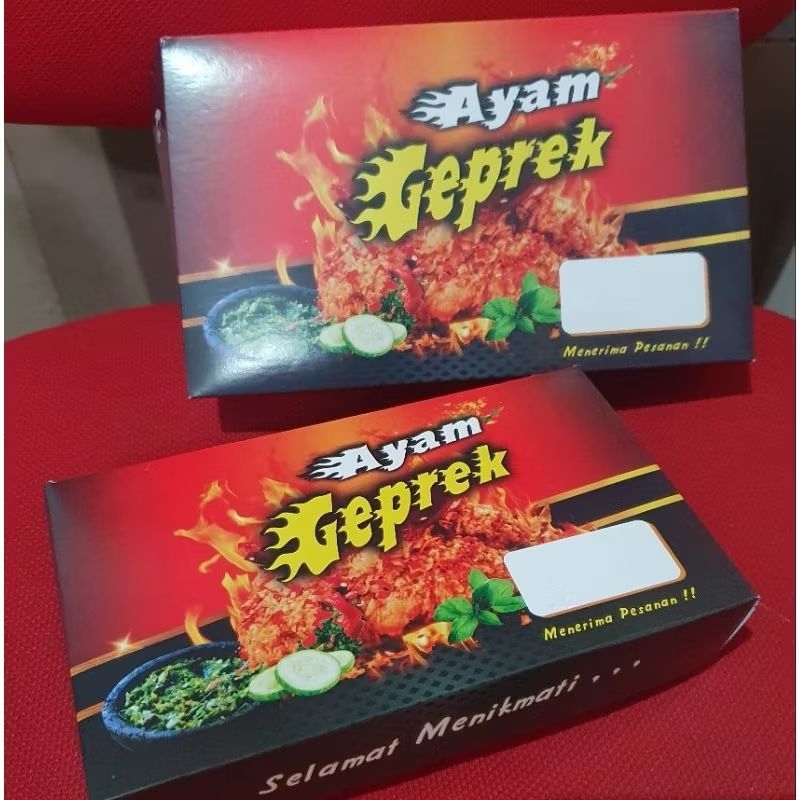 Ayam
Geprek
Menerima Pesanan !!
Ayam
Geprek
Menerima Pesanan !!
Selamat Menikmati . . .